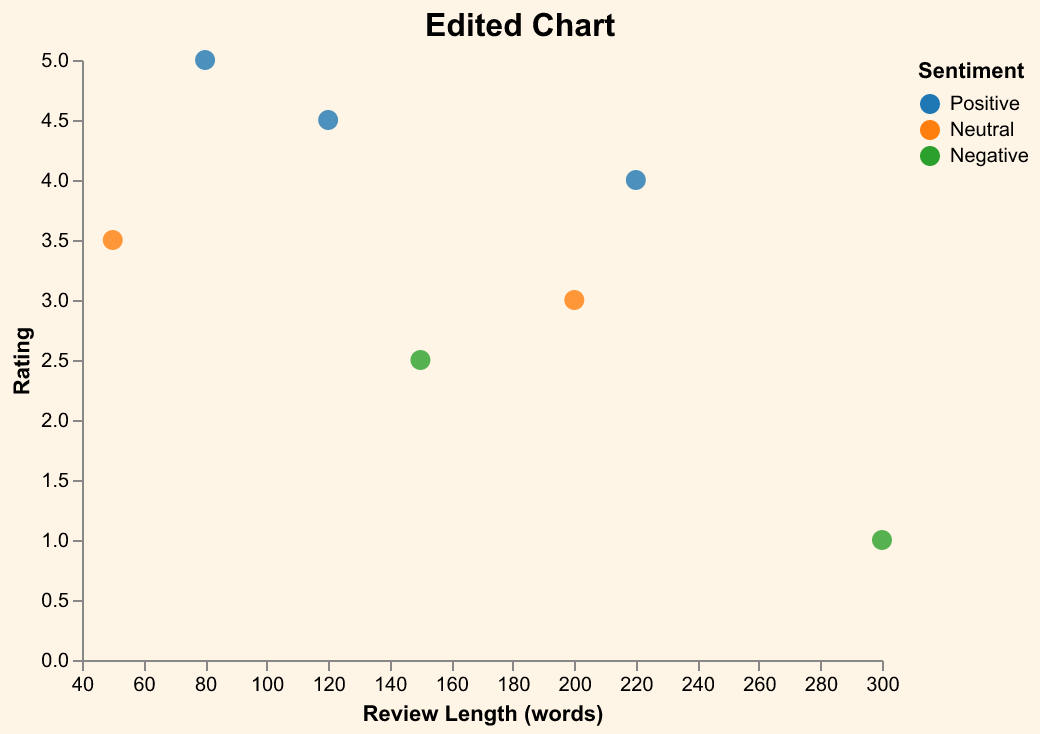 Edited Chart
Sentiment
Positive
Neutral
Negative
Rating
5.0
4.5
4.0
3.5
3.0
2.5
2.0
1.5
1.0
0.5
0.0
40 60 80 100 120 140 160 180 200 220 240 260 280 300
Review Length (words)